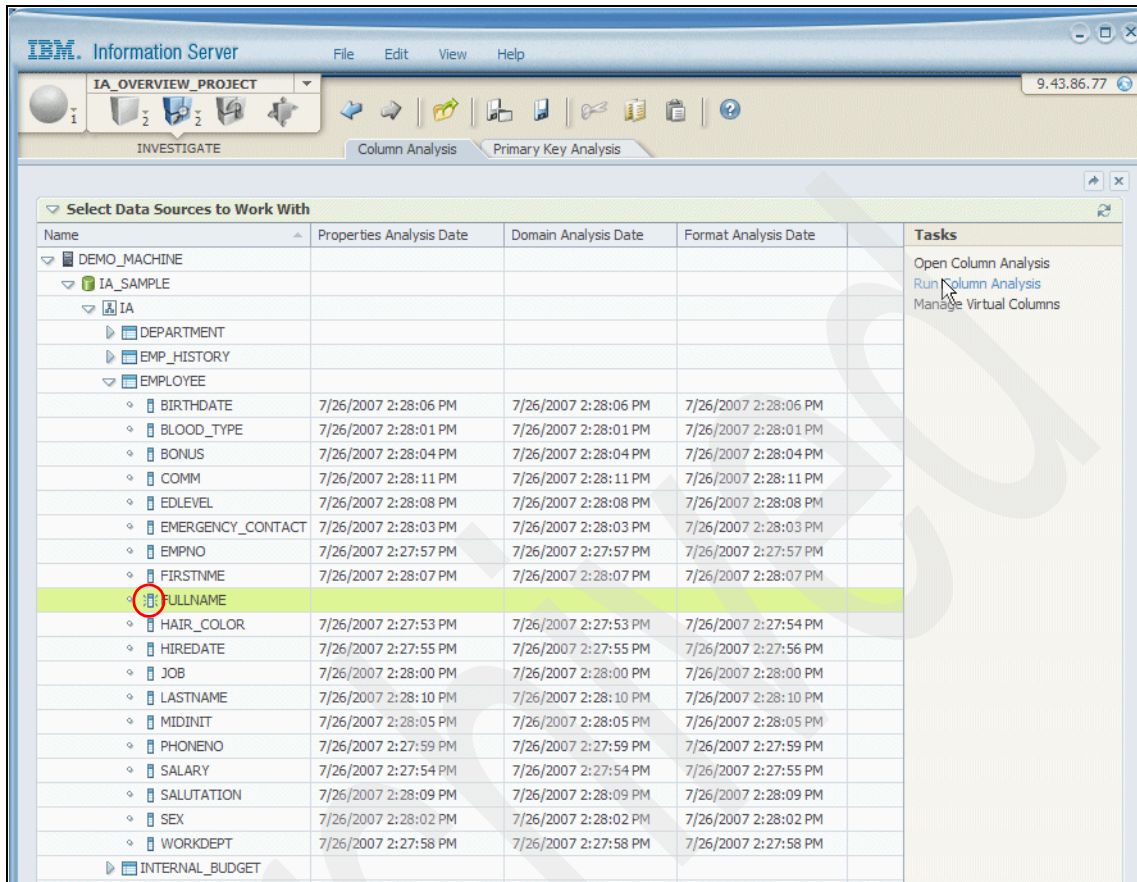 IBM. Information Server File Edit View Help
IA_OVERVIEW_PROJECT 9.43.86.77
1 2 2
INVESTIGATE Column Analysis Primary Key Analysis
Select Data Sources to Work With
Name Properties Analysis Date Domain Analysis Date Format Analysis Date Tasks
DEMO_MACHINE Open Column Analysis
IA_SAMPLE Run Column Analysis
IA Manage Virtual Columns
DEPARTMENT
EMP_HISTORY
EMPLOYEE
BIRTHDATE 7/26/2007 2:28:06 PM 7/26/2007 2:28:06 PM 7/26/2007 2:28:06 PM
BLOOD_TYPE 7/26/2007 2:28:01 PM 7/26/2007 2:28:01 PM 7/26/2007 2:28:01 PM
BONUS 7/26/2007 2:28:04 PM 7/26/2007 2:28:04 PM 7/26/2007 2:28:04 PM
COMM 7/26/2007 2:28:11 PM 7/26/2007 2:28:11 PM 7/26/2007 2:28:11 PM
EDLEVEL 7/26/2007 2:28:08 PM 7/26/2007 2:28:08 PM 7/26/2007 2:28:08 PM
EMERGENCY_CONTACT 7/26/2007 2:28:03 PM 7/26/2007 2:28:03 PM 7/26/2007 2:28:03 PM
EMPNO 7/26/2007 2:27:57 PM 7/26/2007 2:27:57 PM 7/26/2007 2:27:57 PM
FIRSTNME 7/26/2007 2:28:07 PM 7/26/2007 2:28:07 PM 7/26/2007 2:28:07 PM
FULLNAME
HAIR_COLOR 7/26/2007 2:27:53 PM 7/26/2007 2:27:53 PM 7/26/2007 2:27:54 PM
HIREDATE 7/26/2007 2:27:55 PM 7/26/2007 2:27:55 PM 7/26/2007 2:27:56 PM
JOB 7/26/2007 2:28:00 PM 7/26/2007 2:28:00 PM 7/26/2007 2:28:00 PM
LASTNAME 7/26/2007 2:28:10 PM 7/26/2007 2:28:10 PM 7/26/2007 2:28:10 PM
MIDINIT 7/26/2007 2:28:05 PM 7/26/2007 2:28:05 PM 7/26/2007 2:28:05 PM
PHONENO 7/26/2007 2:27:59 PM 7/26/2007 2:27:59 PM 7/26/2007 2:27:59 PM
SALARY 7/26/2007 2:27:54 PM 7/26/2007 2:27:54 PM 7/26/2007 2:27:55 PM
SALUTATION 7/26/2007 2:28:09 PM 7/26/2007 2:28:09 PM 7/26/2007 2:28:09 PM
SEX 7/26/2007 2:28:02 PM 7/26/2007 2:28:02 PM 7/26/2007 2:28:02 PM
WORKDEPT 7/26/2007 2:27:58 PM 7/26/2007 2:27:58 PM 7/26/2007 2:27:58 PM
INTERNAL_BUDGET